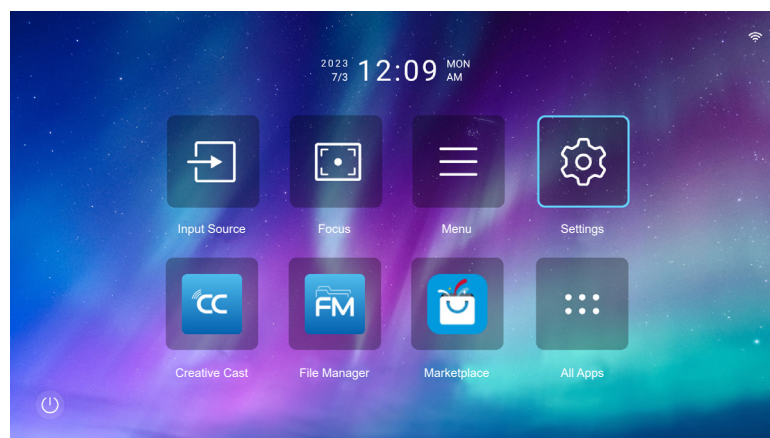 2023
7/3
12:09
MON
AM
Input Source
Focus
Menu
Settings
CC
FM
Creative Cast
File Manager
Marketplace
All Apps